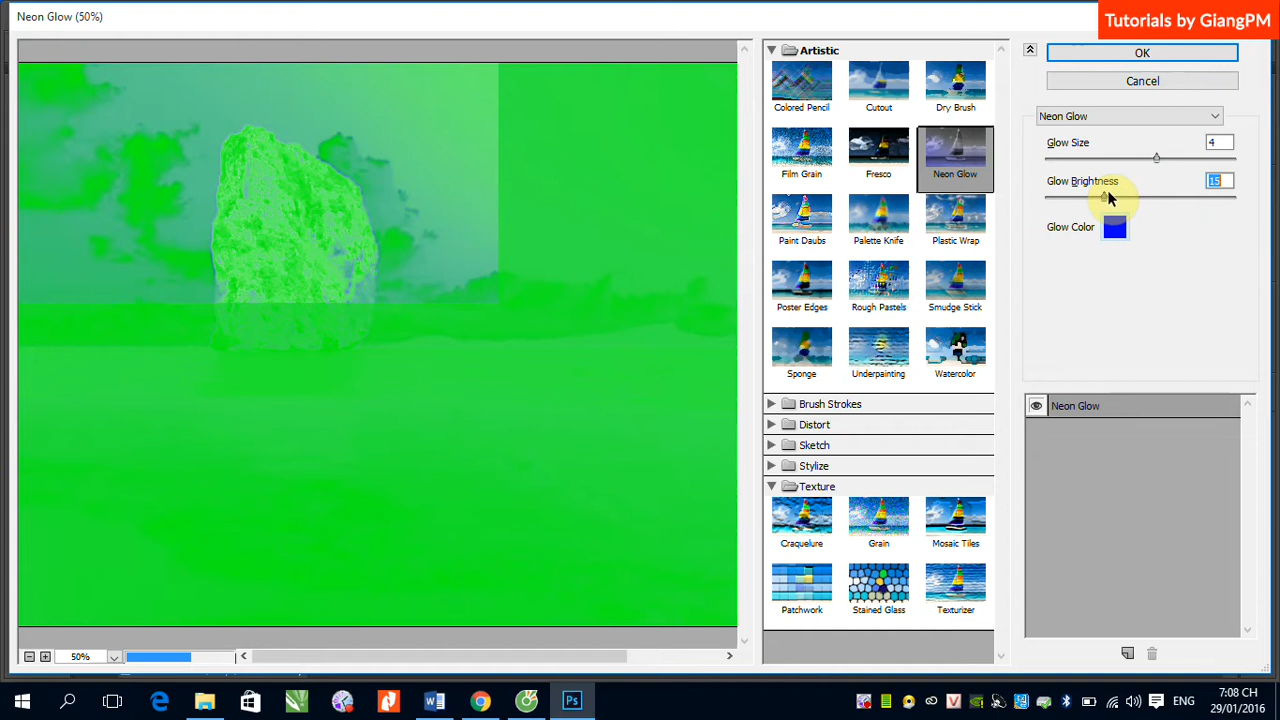 Neon Glow (50%)
Tutorials by GiangPM
Artistic
Colored Pencil
Cutout
Dry Brush
Film Grain
Fresco
Neon Glow
Paint Daubs
Palette Knife
Plastic Wrap
Poster Edges
Rough Pastels
Smudge Stick
Sponge
Underpainting
Watercolor
Brush Strokes
Distort
Sketch
Stylize
Texture
Craquelure
Grain
Mosaic Tiles
Patchwork
Stained Glass
Texturizer
OK
Cancel
Neon Glow
Glow Size 4
Glow Brightness 15
Glow Color
Neon Glow
50%
ENG
7:08 CH
29/01/2016